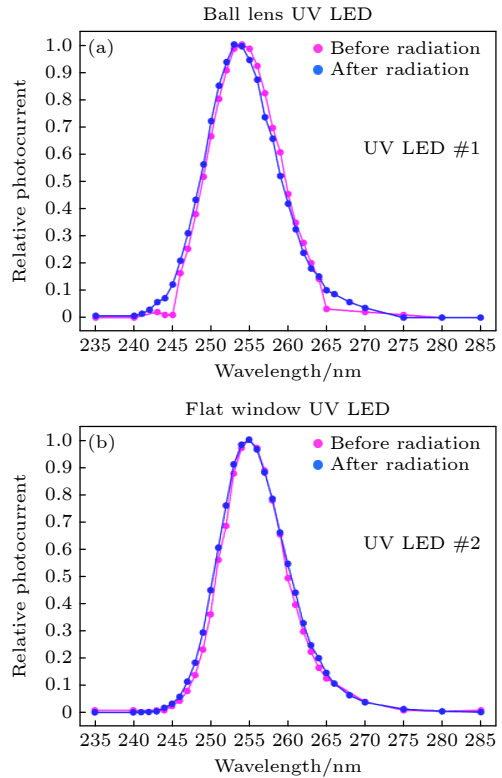 Ball lens UV LED
(a)
Before radiation
After radiation
UV LED #1
Relative photocurrent
1.0
0.9
0.8
0.7
0.6
0.5
0.4
0.3
0.2
0.1
0
235 240 245 250 255 260 265 270 275 280 285
Wavelength/nm
Flat window UV LED
(b)
Before radiation
After radiation
UV LED #2
Relative photocurrent
1.0
0.9
0.8
0.7
0.6
0.5
0.4
0.3
0.2
0.1
0
235 240 245 250 255 260 265 270 275 280 285
Wavelength/nm